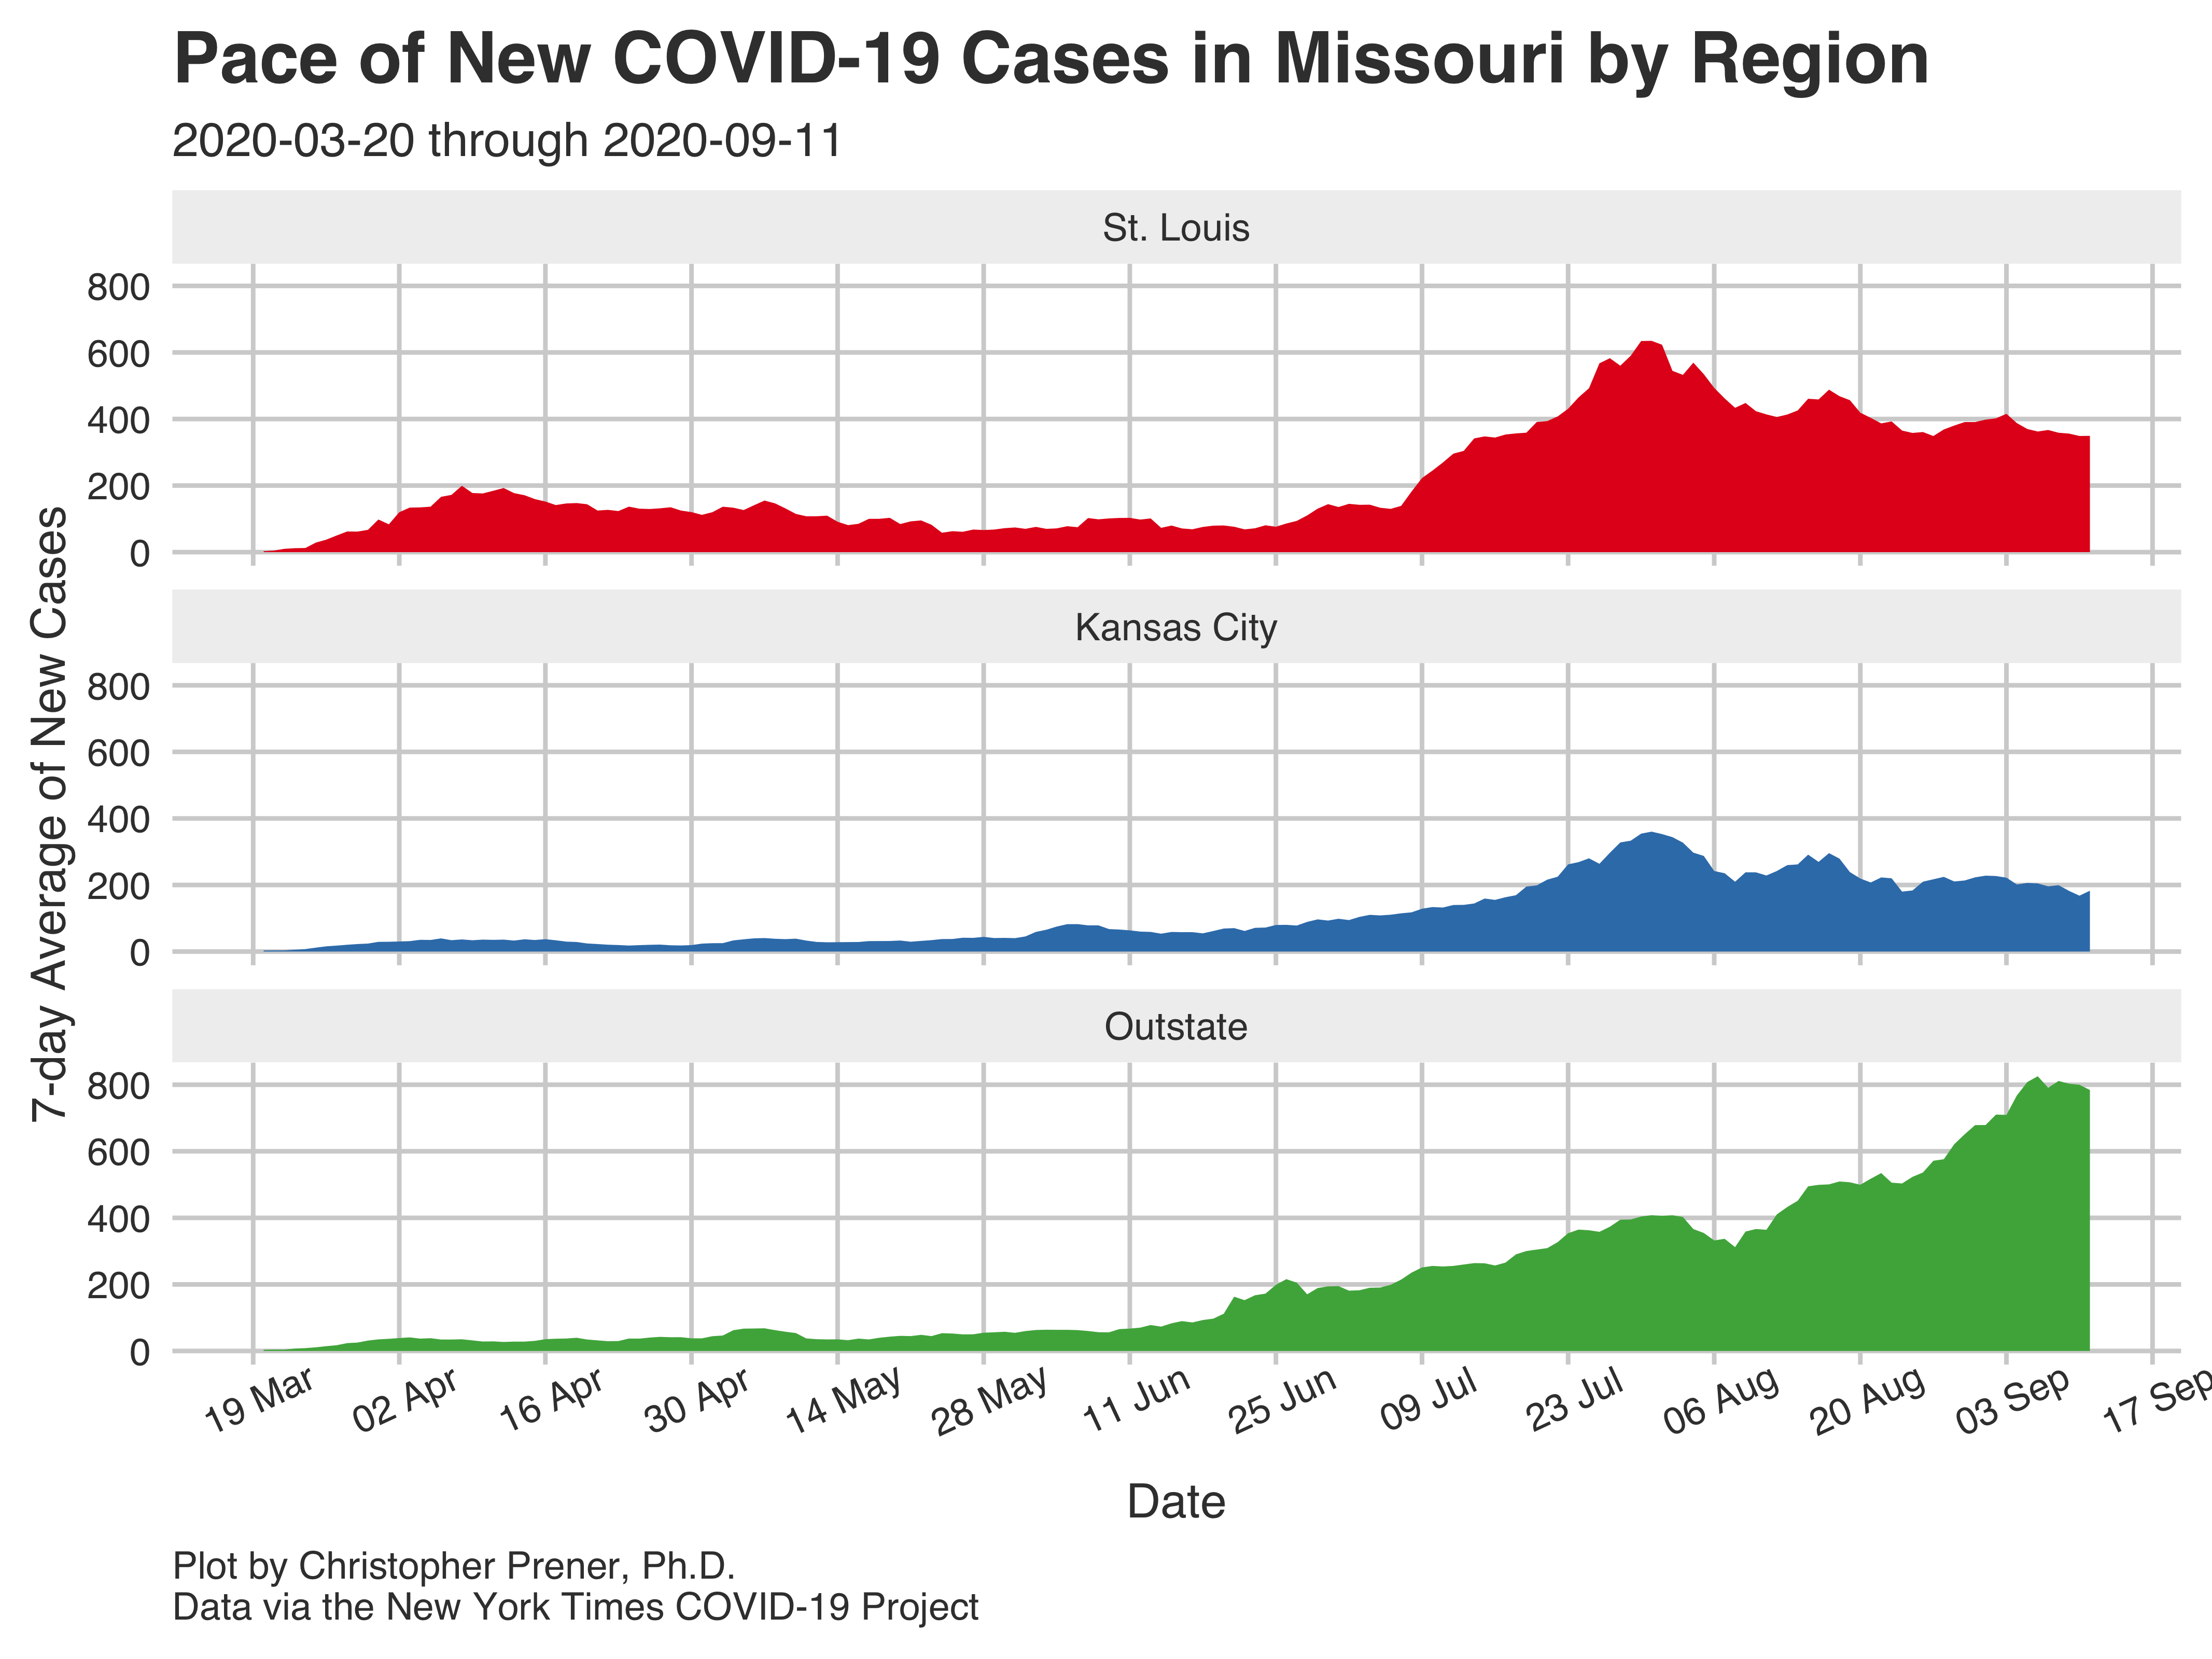 Pace of New COVID-19 Cases in Missouri by Region
2020-03-20 through 2020-09-11
7-day Average of New Cases
St. Louis
800
600
400
200
0
Kansas City
800
600
400
200
0
Outstate
800
600
400
200
0
19 Mar
02 Apr
16 Apr
30 Apr
14 May
28 May
11 Jun
25 Jun
09 Jul
23 Jul
06 Aug
20 Aug
03 Sep
17 Sep
Date
Plot by Christopher Prener, Ph.D.
Data via the New York Times COVID-19 Project